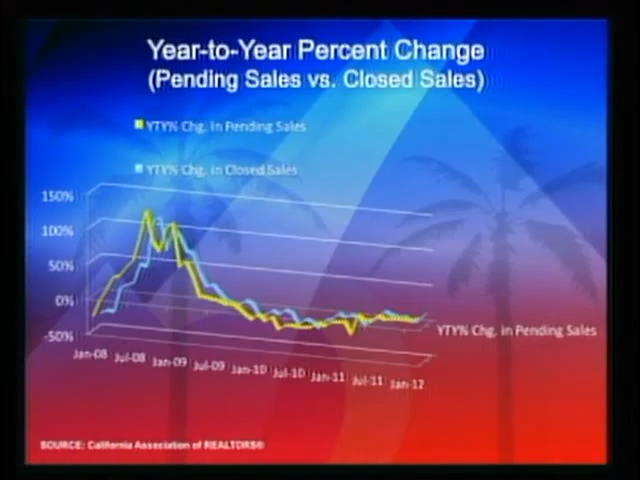 Year-to-Year Percent Change
(Pending Sales vs. Closed Sales)
YTY% Chg. in Pending Sales
YTY% Chg. in Closed Sales
150%
100%
50%
0%
-50%
YTY% Chg. in Pending Sales
Jan-08 Jul-08 Jan-09 Jul-09 Jan-10 Jul-10 Jan-11 Jul-11 Jan-12
SOURCE: California Association of REALTORS®